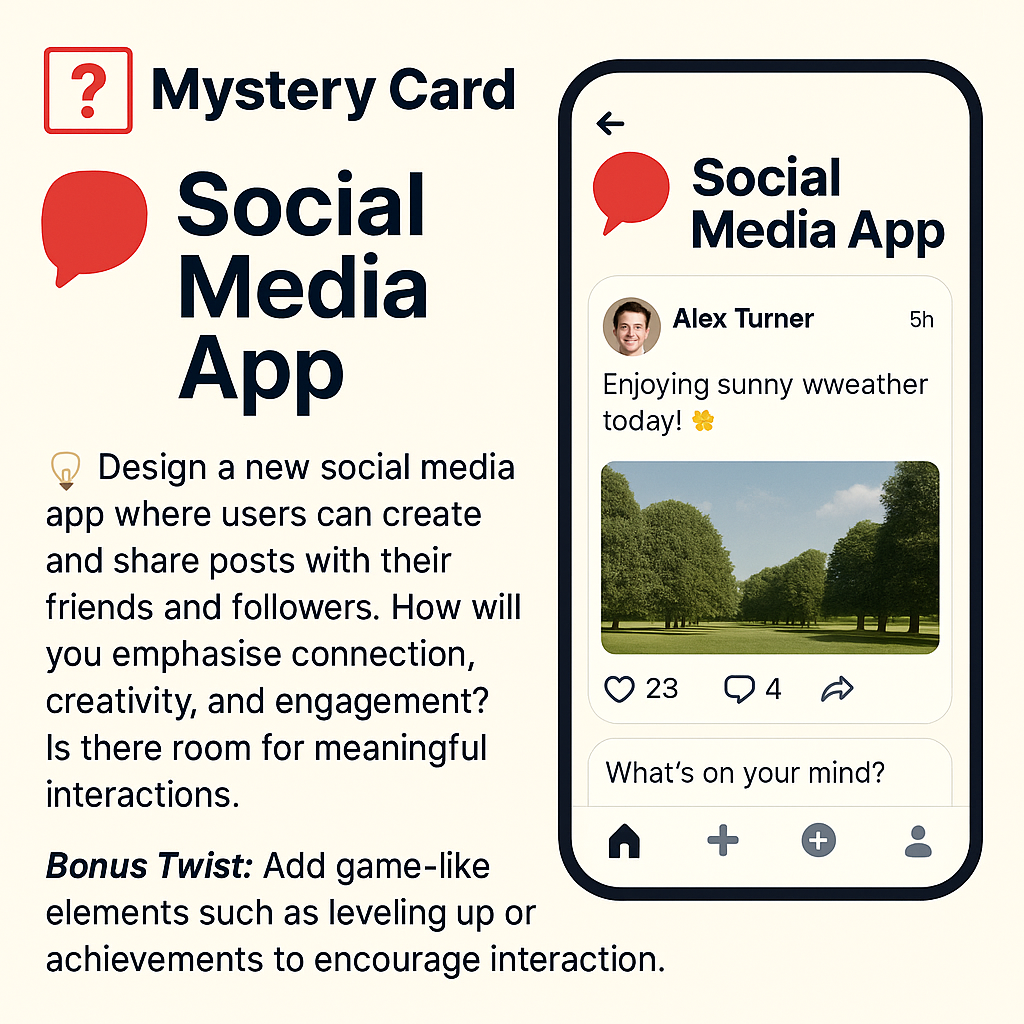 ?
Mystery Card
Social
Media
App
Design a new social media
app where users can create
and share posts with their
friends and followers. How will
you emphasise connection,
creativity, and engagement?
Is there room for meaningful
interactions.
Bonus Twist: Add game-like
elements such as leveling up or
achievements to encourage interaction.
Social
Media App
Alex Turner 5h
Enjoying sunny wweather
today!
23 4
What's on your mind?